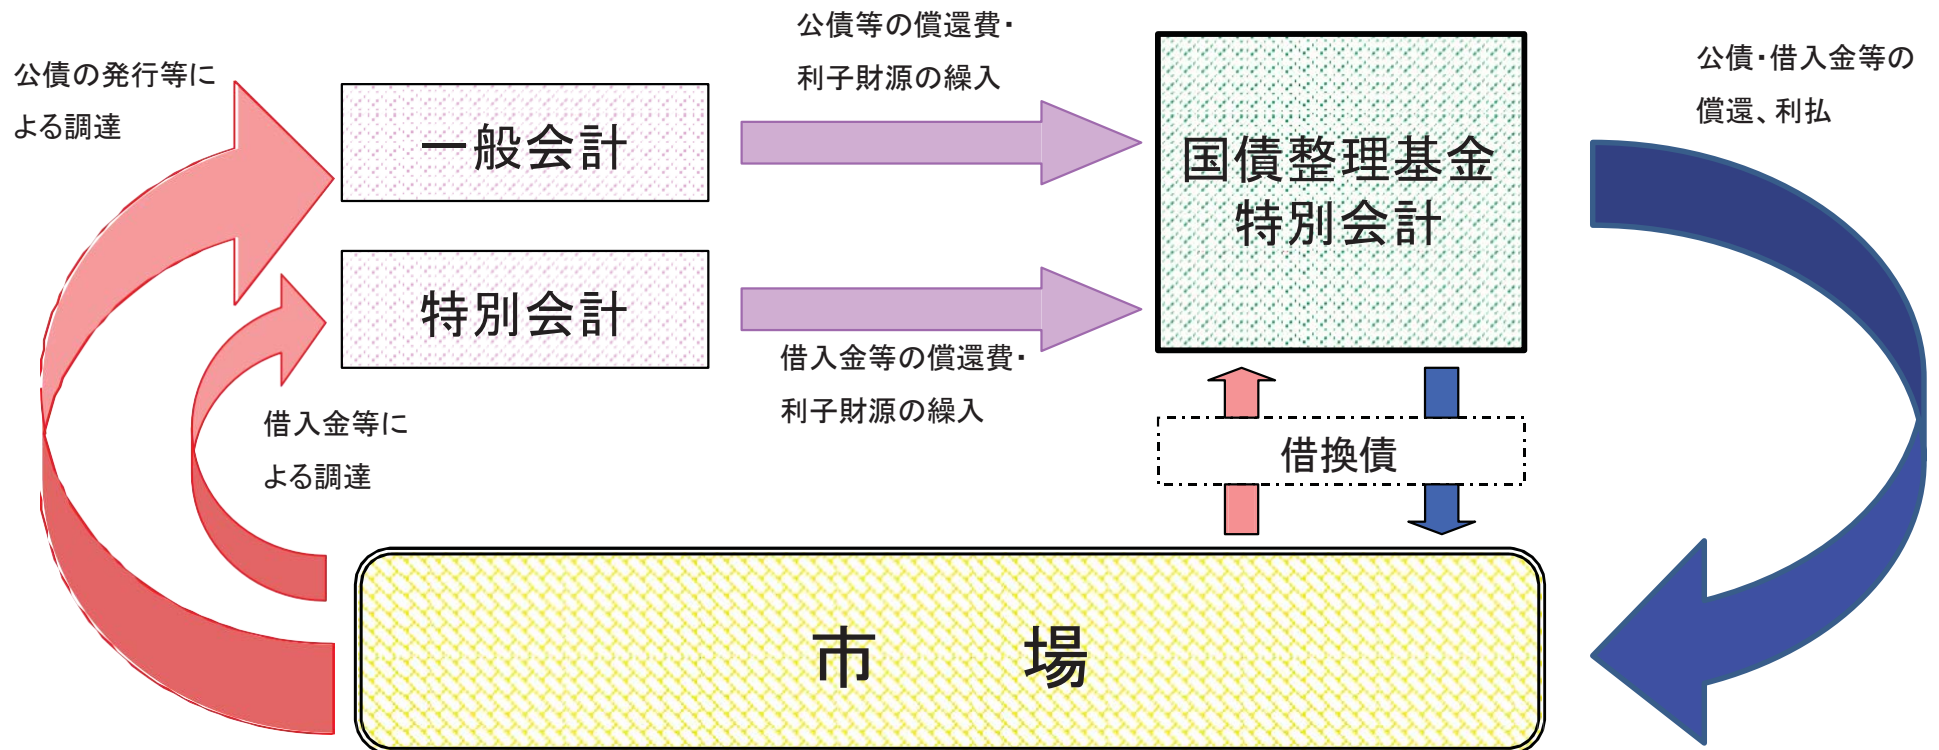 公債の発行等に
よる調達
一般会計
公債等の償還費・
利子財源の繰入
国債整理基金
特別会計
公債・借入金等の
償還、利払
特別会計
借入金等の償還費・
利子財源の繰入
借入金等に
よる調達
借換債
市　場